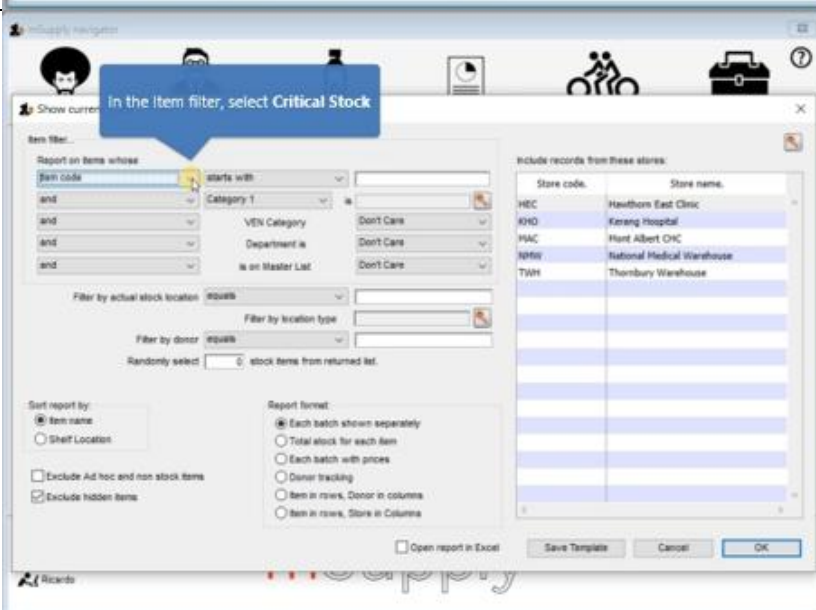 mSupply navigator
In the item filter, select Critical Stock
Show curren
Item filter...
Report on items whose
Item code starts with
and Category 1 is
and VEN Category Don't Care
and Department is Don't Care
and is on Master List Don't Care
Filter by actual stock location equals
Filter by location type
Filter by donor equals
Randomly select 0 stock items from returned list.
Sort report by:
Item name
Shelf Location
Exclude Ad hoc and non stock items
Exclude hidden items
Report format:
Each batch shown separately
Total stock for each item
Each batch with prices
Donor tracking
Item in rows, Donor in columns
Item in rows, Store in Columns
Include records from these stores:
Store code. Store name.
HEC Hawthorn East Clinic
KHO Kerang Hospital
MAC Mont Albert CHC
NMW National Medical Warehouse
TWH Thornbury Warehouse
Open report in Excel
Save Template
Cancel
OK
Ricardo
mSupply